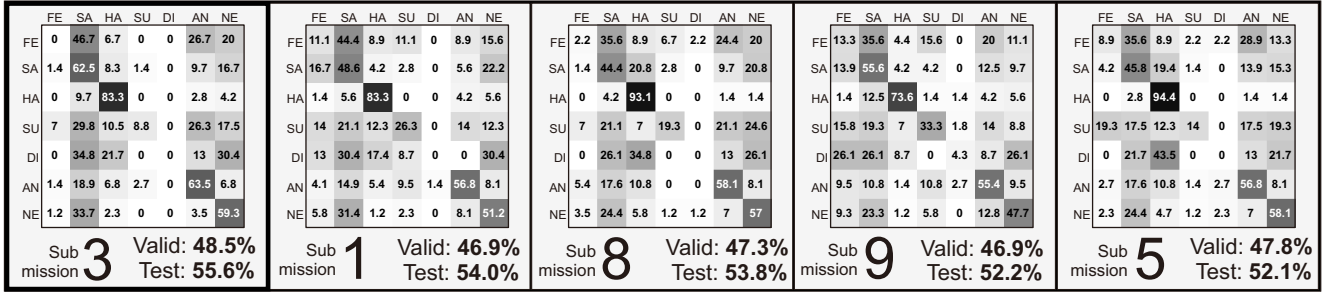 FE SA HA SU DI AN NE
FE 0 46.7 6.7 0 0 26.7 20
SA 1.4 62.5 8.3 1.4 0 9.7 16.7
HA 0 9.7 83.3 0 0 2.8 4.2
SU 7 29.8 10.5 8.8 0 26.3 17.5
DI 0 34.8 21.7 0 0 13 30.4
AN 1.4 18.9 6.8 2.7 0 63.5 6.8
NE 1.2 33.7 2.3 0 0 3.5 59.3
Sub mission 3
Valid: 48.5%
Test: 55.6%
FE SA HA SU DI AN NE
FE 11.1 44.4 8.9 11.1 0 8.9 15.6
SA 16.7 48.6 4.2 2.8 0 5.6 22.2
HA 1.4 5.6 83.3 0 0 4.2 5.6
SU 14 21.1 12.3 26.3 0 14 12.3
DI 13 30.4 17.4 8.7 0 0 30.4
AN 4.1 14.9 5.4 9.5 1.4 56.8 8.1
NE 5.8 31.4 1.2 2.3 0 8.1 51.2
Sub mission 1
Valid: 46.9%
Test: 54.0%
FE SA HA SU DI AN NE
FE 2.2 35.6 8.9 6.7 2.2 24.4 20
SA 1.4 44.4 20.8 2.8 0 9.7 20.8
HA 0 4.2 93.1 0 0 1.4 1.4
SU 7 21.1 7 19.3 0 21.1 24.6
DI 0 26.1 34.8 0 0 13 26.1
AN 5.4 17.6 10.8 0 0 58.1 8.1
NE 3.5 24.4 5.8 1.2 1.2 7 57
Sub mission 8
Valid: 47.3%
Test: 53.8%
FE SA HA SU DI AN NE
FE 13.3 35.6 4.4 15.6 0 20 11.1
SA 13.9 55.6 4.2 4.2 0 12.5 9.7
HA 1.4 12.5 73.6 1.4 1.4 4.2 5.6
SU 15.8 19.3 7 33.3 1.8 14 8.8
DI 26.1 26.1 8.7 0 4.3 8.7 26.1
AN 9.5 10.8 1.4 10.8 2.7 55.4 9.5
NE 9.3 23.3 1.2 5.8 0 12.8 47.7
Sub mission 9
Valid: 46.9%
Test: 52.2%
FE SA HA SU DI AN NE
FE 8.9 35.6 8.9 2.2 2.2 28.9 13.3
SA 4.2 45.8 19.4 1.4 0 13.9 15.3
HA 0 2.8 94.4 0 0 1.4 1.4
SU 19.3 17.5 12.3 14 0 17.5 19.3
DI 0 21.7 43.5 0 0 13 21.7
AN 2.7 17.6 10.8 1.4 2.7 56.8 8.1
NE 2.3 24.4 4.7 1.2 2.3 7 58.1
Sub mission 5
Valid: 47.8%
Test: 52.1%